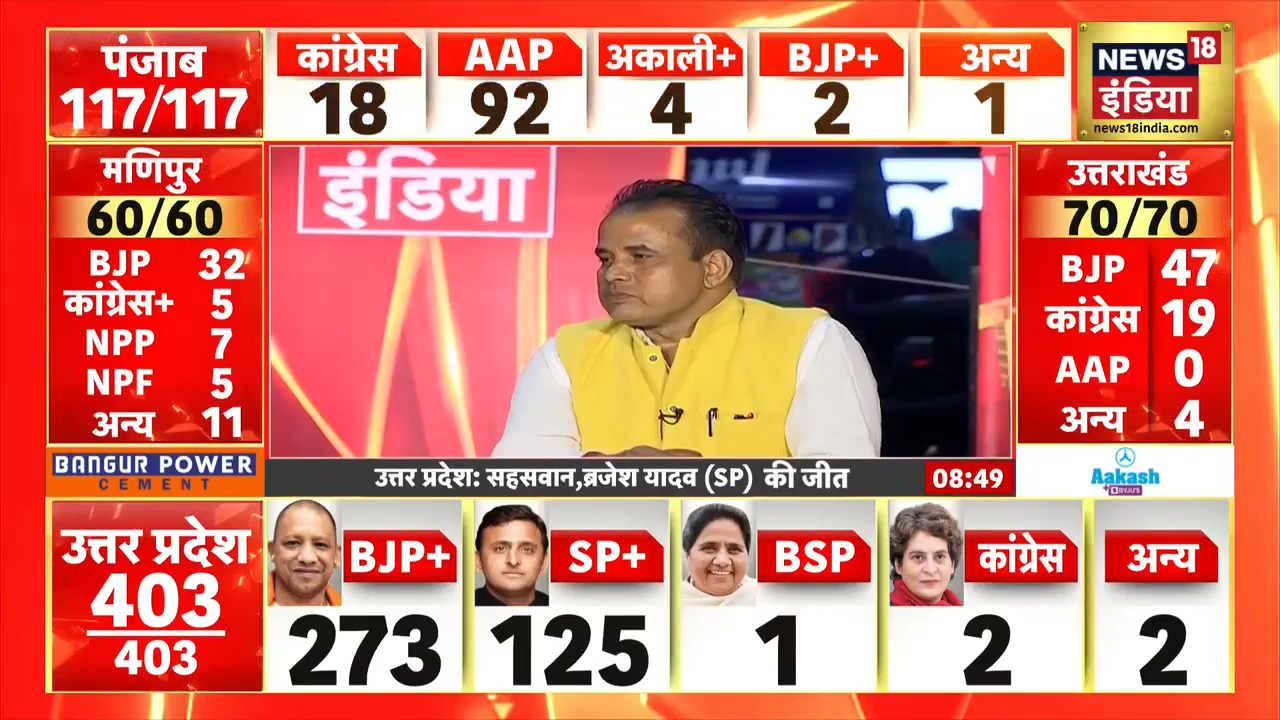 पंजाब
117/117
कांग्रेस
18
AAP
92
अकाली+
4
BJP+
2
अन्य
1
NEWS 18
इंडिया
news18india.com
मणिपुर
60/60
BJP 32
कांग्रेस+ 5
NPP 7
NPF 5
अन्य 11
इंडिया
उत्तराखंड
70/70
BJP 47
कांग्रेस 19
AAP 0
अन्य 4
BANGUR POWER
CEMENT
उत्तर प्रदेश: सहसवान,ब्रजेश यादव (SP) की जीत
08:49
Aakash
BYJU'S
उत्तर प्रदेश
403
403
BJP+
273
SP+
125
BSP
1
कांग्रेस
2
अन्य
2